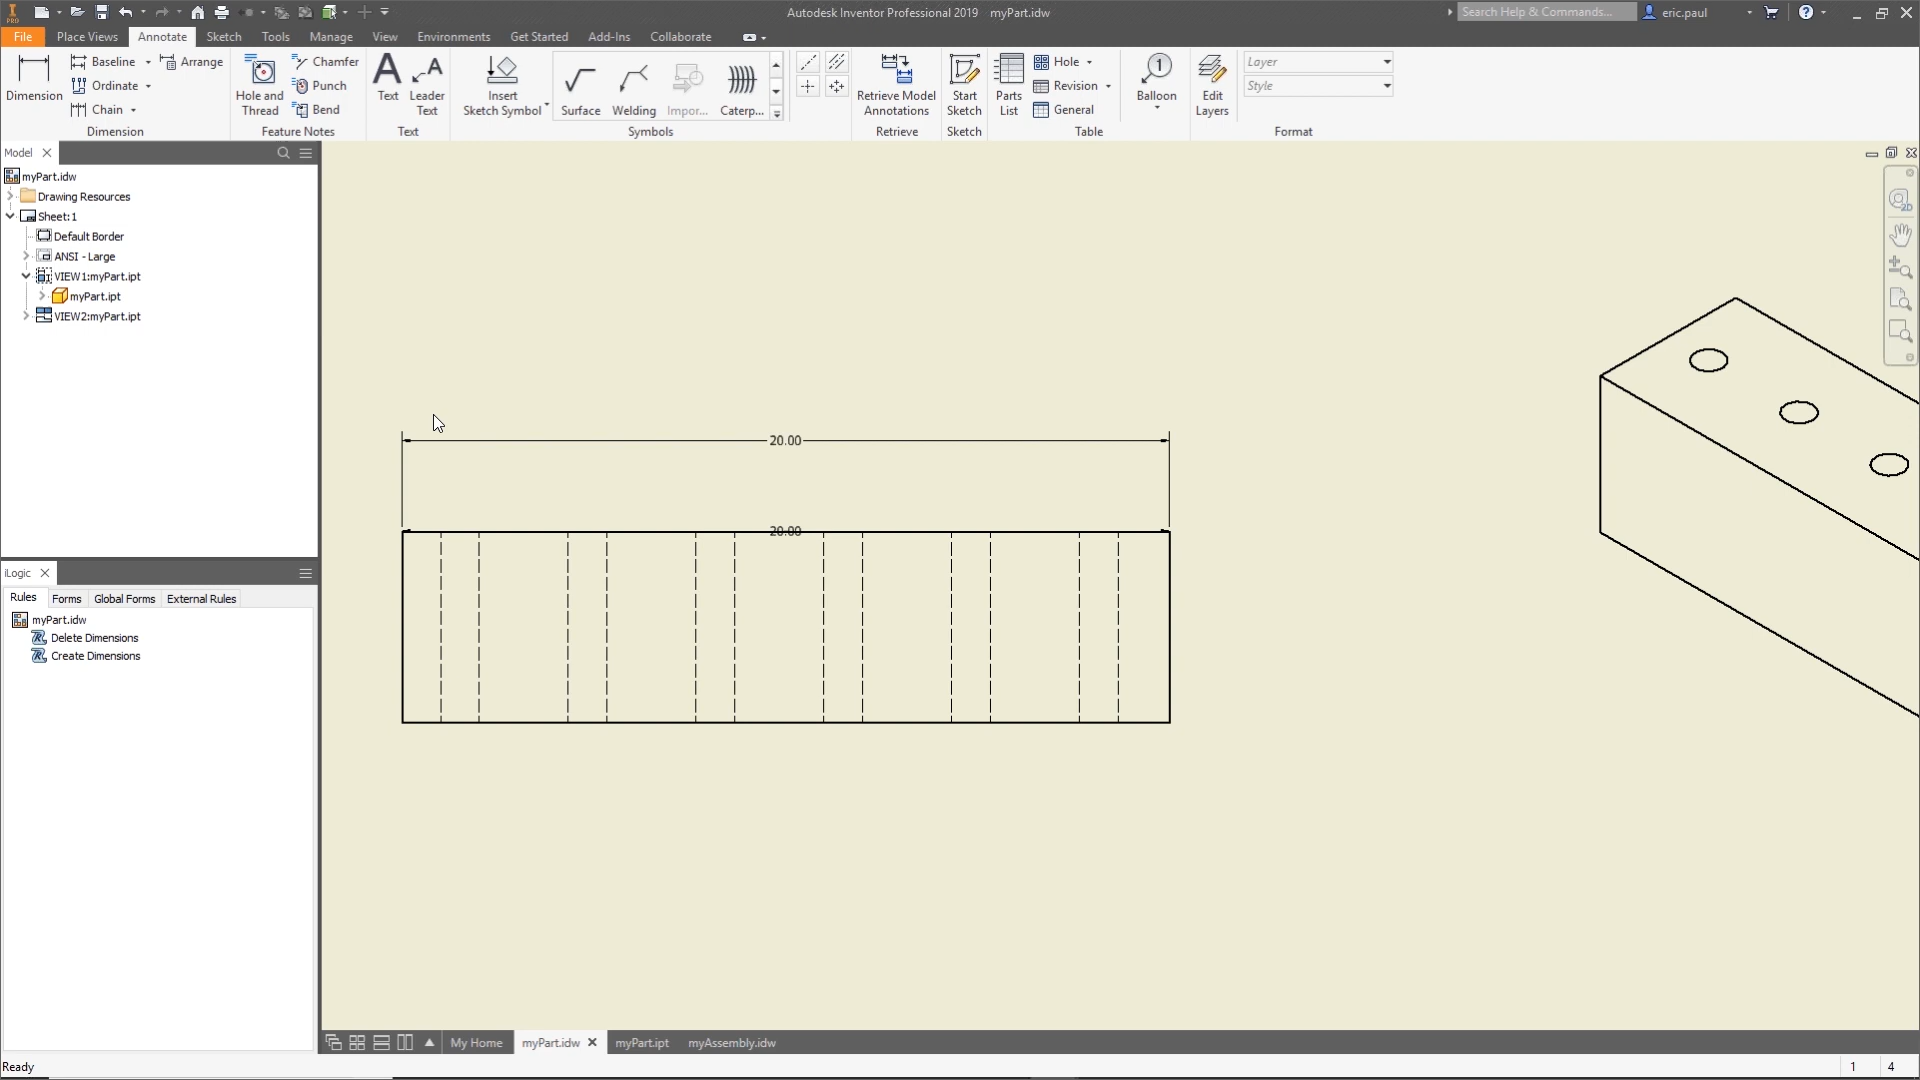 PRO
Autodesk Inventor Professional 2019 myPart.idw
Search Help & Commands...
eric.paul
File Place Views Annotate Sketch Tools Manage View Environments Get Started Add-Ins Collaborate
Dimension
Baseline
Ordinate
Chain
Arrange
Dimension
Hole and
Thread
Chamfer
Punch
Bend
Feature Notes
Text
Leader
Text
Text
Insert
Sketch Symbol
Surface
Welding
Impor...
Caterp...
Symbols
Retrieve Model
Annotations
Retrieve
Start
Sketch
Sketch
Parts
List
Hole
Revision
General
Table
Balloon
Edit
Layers
Layer
Style
Format
Model
myPart.idw
Drawing Resources
Sheet:1
Default Border
ANSI - Large
VIEW1:myPart.ipt
myPart.ipt
VIEW2:myPart.ipt
iLogic
Rules Forms Global Forms External Rules
myPart.idw
Delete Dimensions
Create Dimensions
20.00
20.00
2D
My Home myPart.idw myPart.ipt myAssembly.idw
Ready
1 4